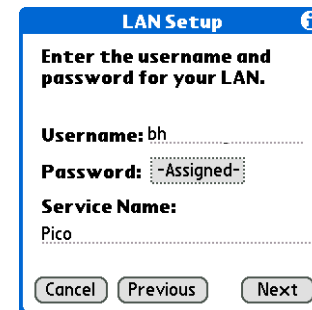 LAN Setup
Enter the username and
password for your LAN.
Username: bh
Password: -Assigned-
Service Name:
Pico
Cancel Previous Next